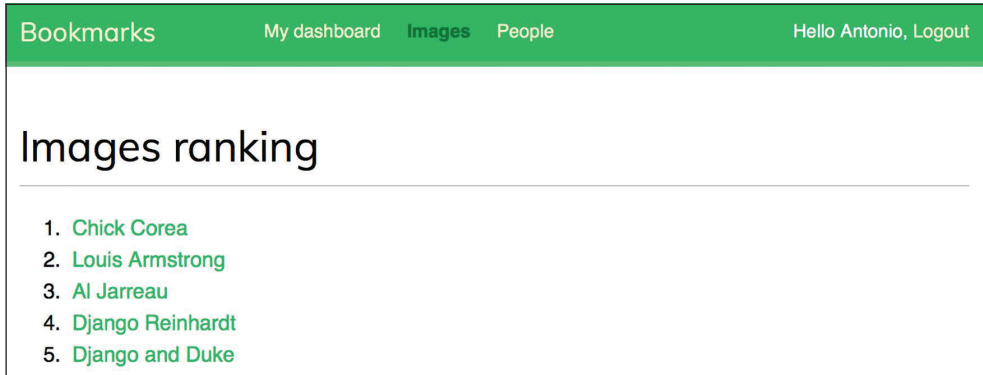 Bookmarks My dashboard Images People Hello Antonio, Logout
Images ranking
1. Chick Corea
2. Louis Armstrong
3. Al Jarreau
4. Django Reinhardt
5. Django and Duke